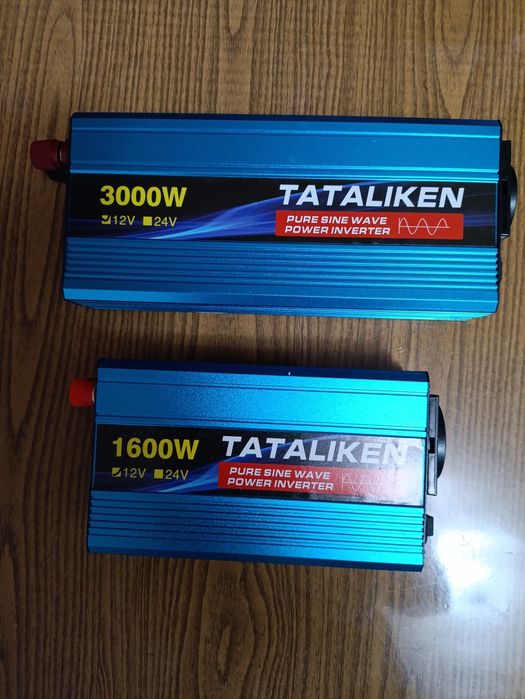 3000W
12V 24V
TATALIKEN
PURE SINE WAVE
POWER INVERTER
1600W
12V 24V
TATALIKEN
PURE SINE WAVE
POWER INVERTER